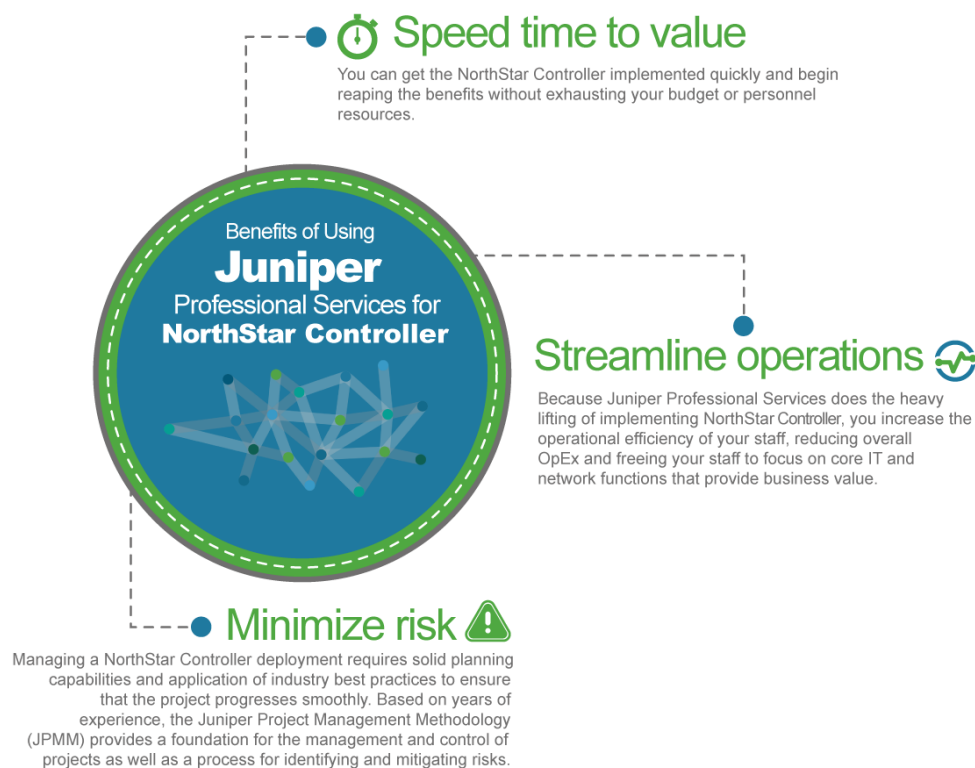 Speed time to value
You can get the NorthStar Controller implemented quickly and begin
reaping the benefits without exhausting your budget or personnel
resources.
Benefits of Using
Juniper
Professional Services for
NorthStar Controller
Streamline operations
Because Juniper Professional Services does the heavy
lifting of implementing NorthStar Controller, you increase the
operational efficiency of your staff, reducing overall
OpEx and freeing your staff to focus on core IT and
network functions that provide business value.
Minimize risk
Managing a NorthStar Controller deployment requires solid planning
capabilities and application of industry best practices to ensure
that the project progresses smoothly. Based on years of
experience, the Juniper Project Management Methodology
(JPMM) provides a foundation for the management and control of
projects as well as a process for identifying and mitigating risks.